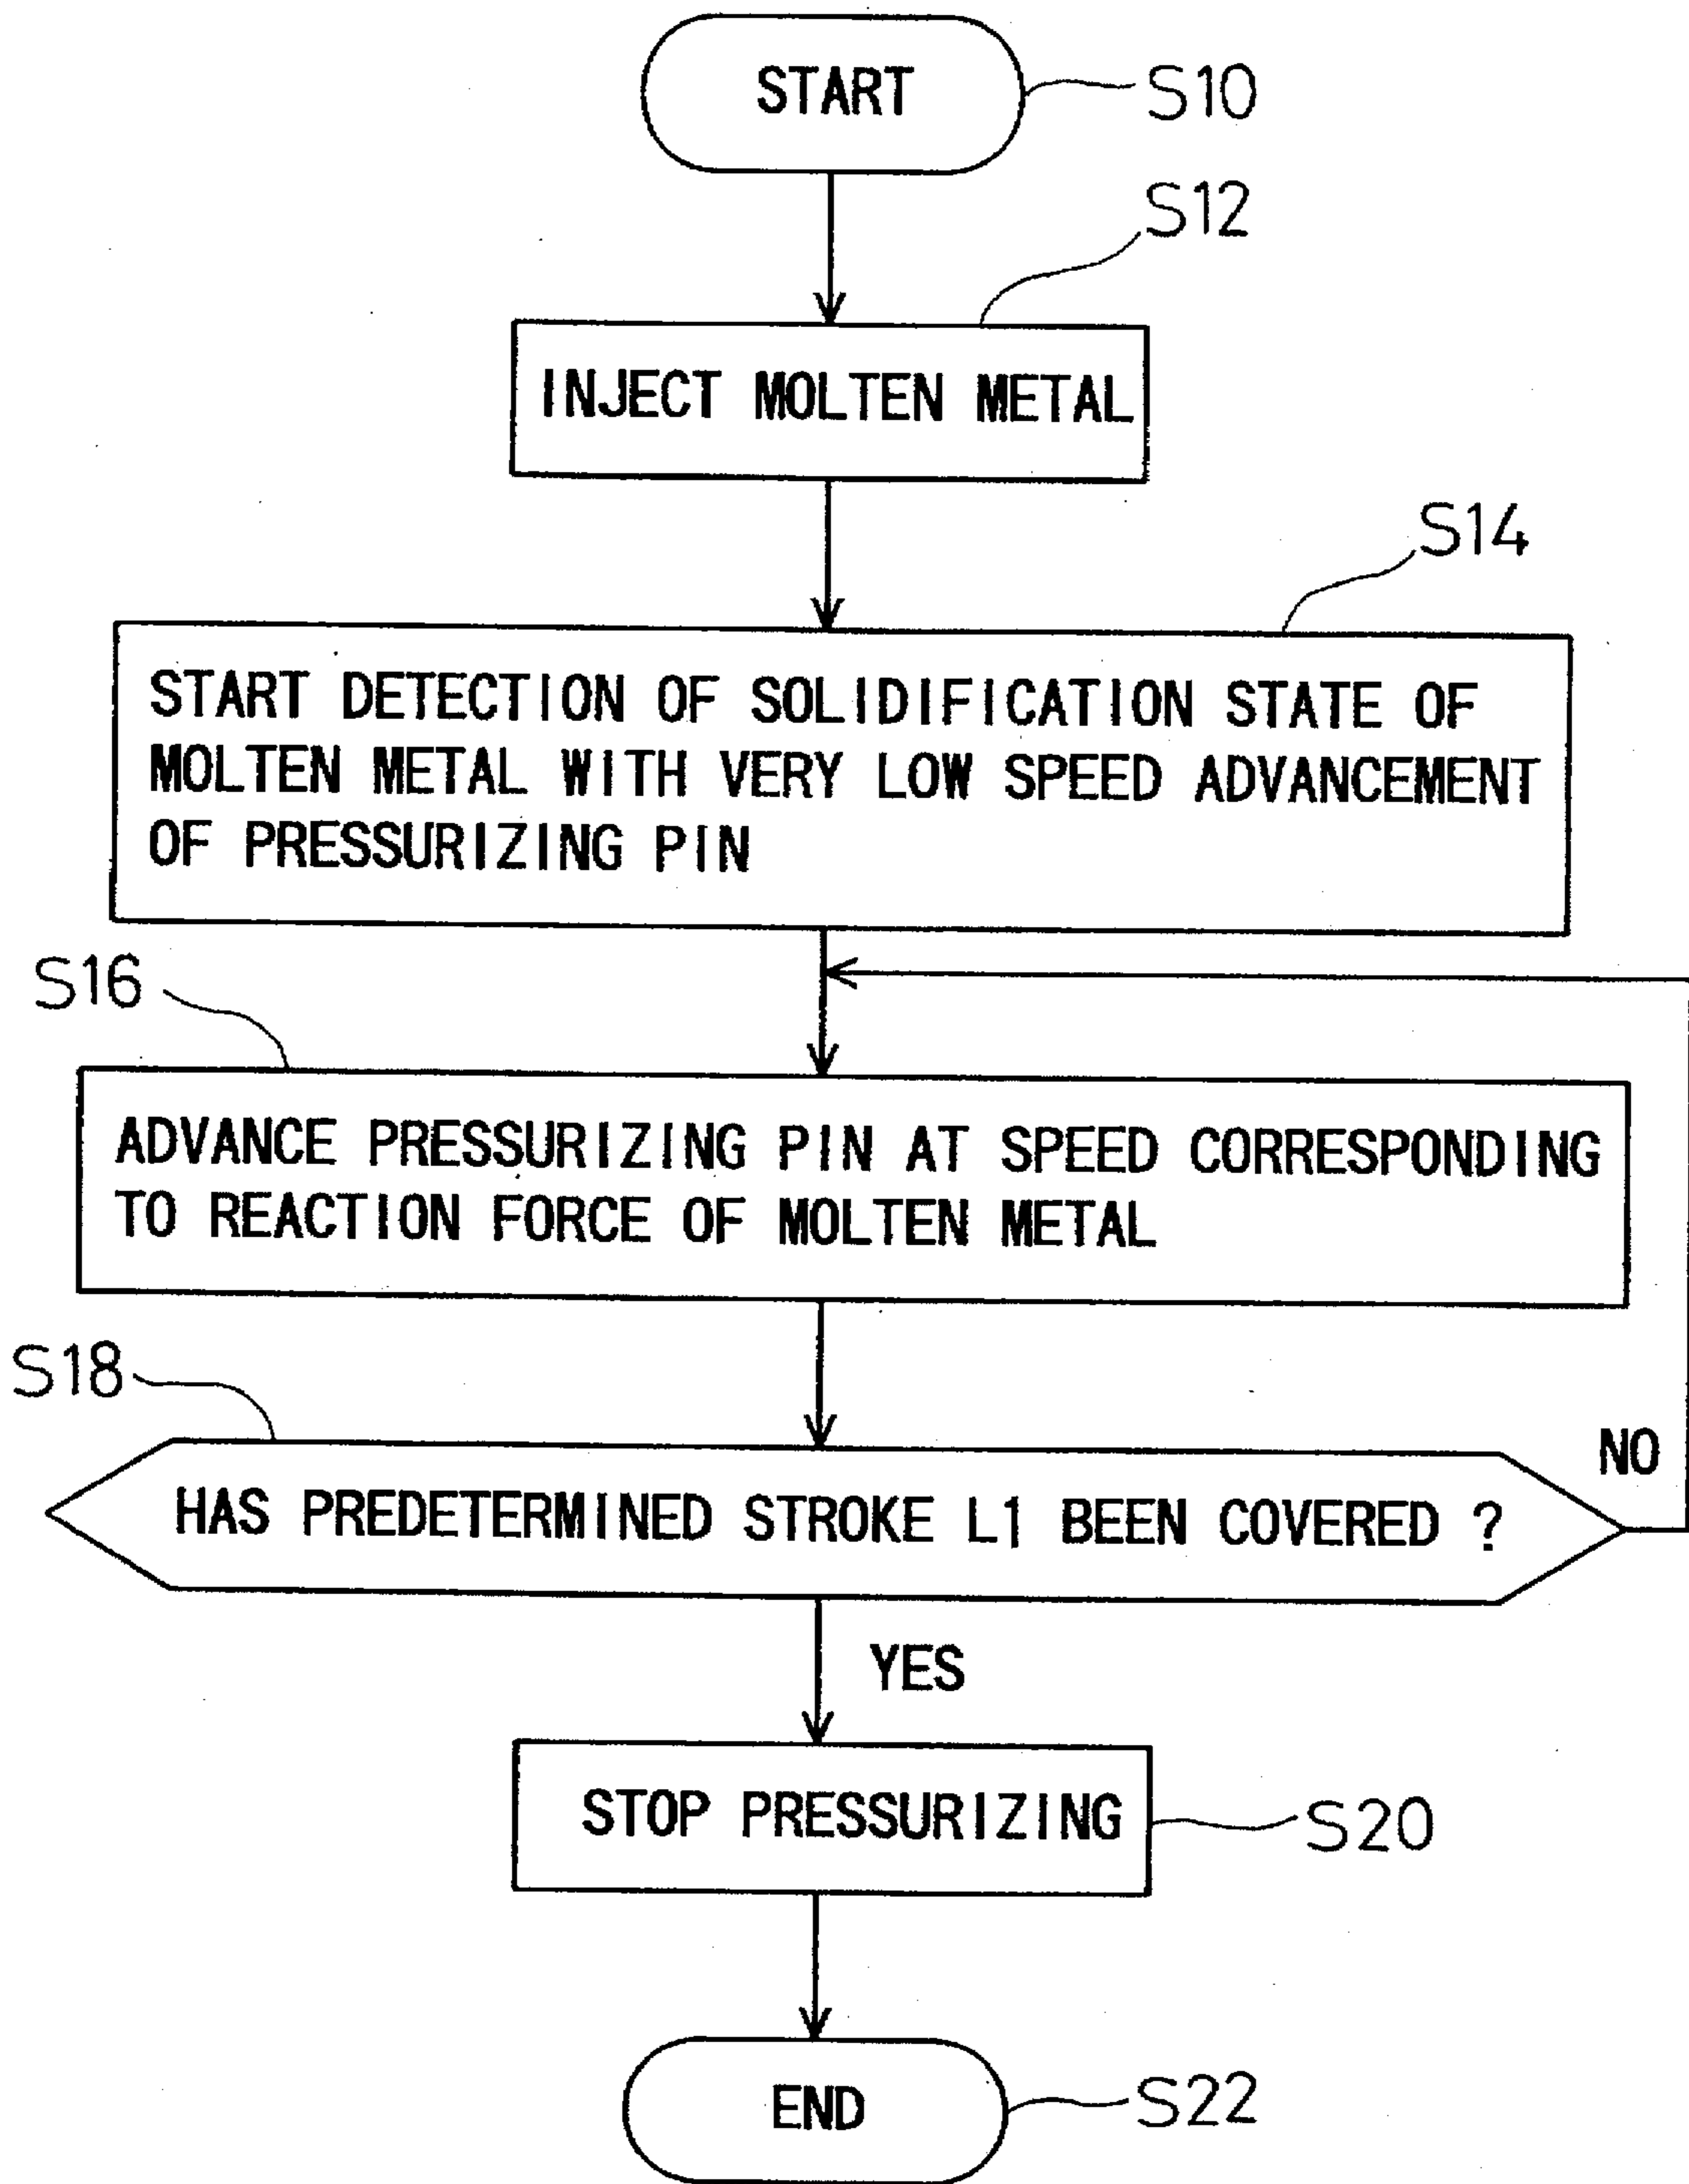 START
S10
S12
INJECT MOLTEN METAL
S14
START DETECTION OF SOLIDIFICATION STATE OF
MOLTEN METAL WITH VERY LOW SPEED ADVANCEMENT
OF PRESSURIZING PIN
S16
ADVANCE PRESSURIZING PIN AT SPEED CORRESPONDING
TO REACTION FORCE OF MOLTEN METAL
S18
NO
HAS PREDETERMINED STROKE L1 BEEN COVERED ?
YES
STOP PRESSURIZING
S20
END
S22